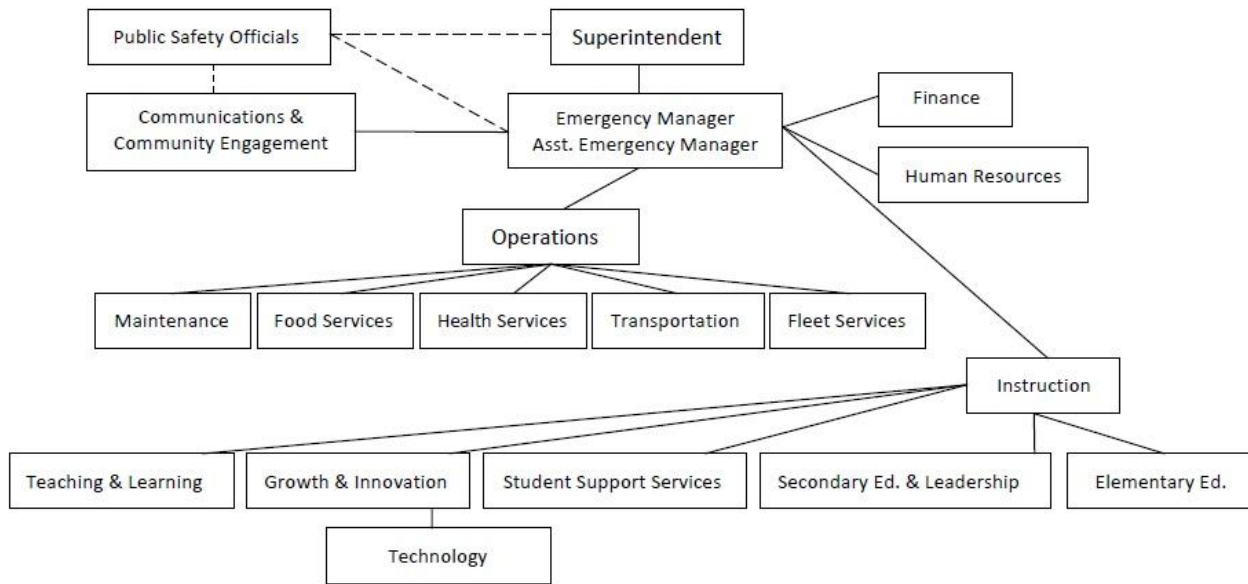 Public Safety Officials
Superintendent
Finance
Communications &
Community Engagement
Emergency Manager
Asst. Emergency Manager
Human Resources
Operations
Maintenance
Food Services
Health Services
Transportation
Fleet Services
Instruction
Teaching & Learning
Growth & Innovation
Student Support Services
Secondary Ed. & Leadership
Elementary Ed.
Technology